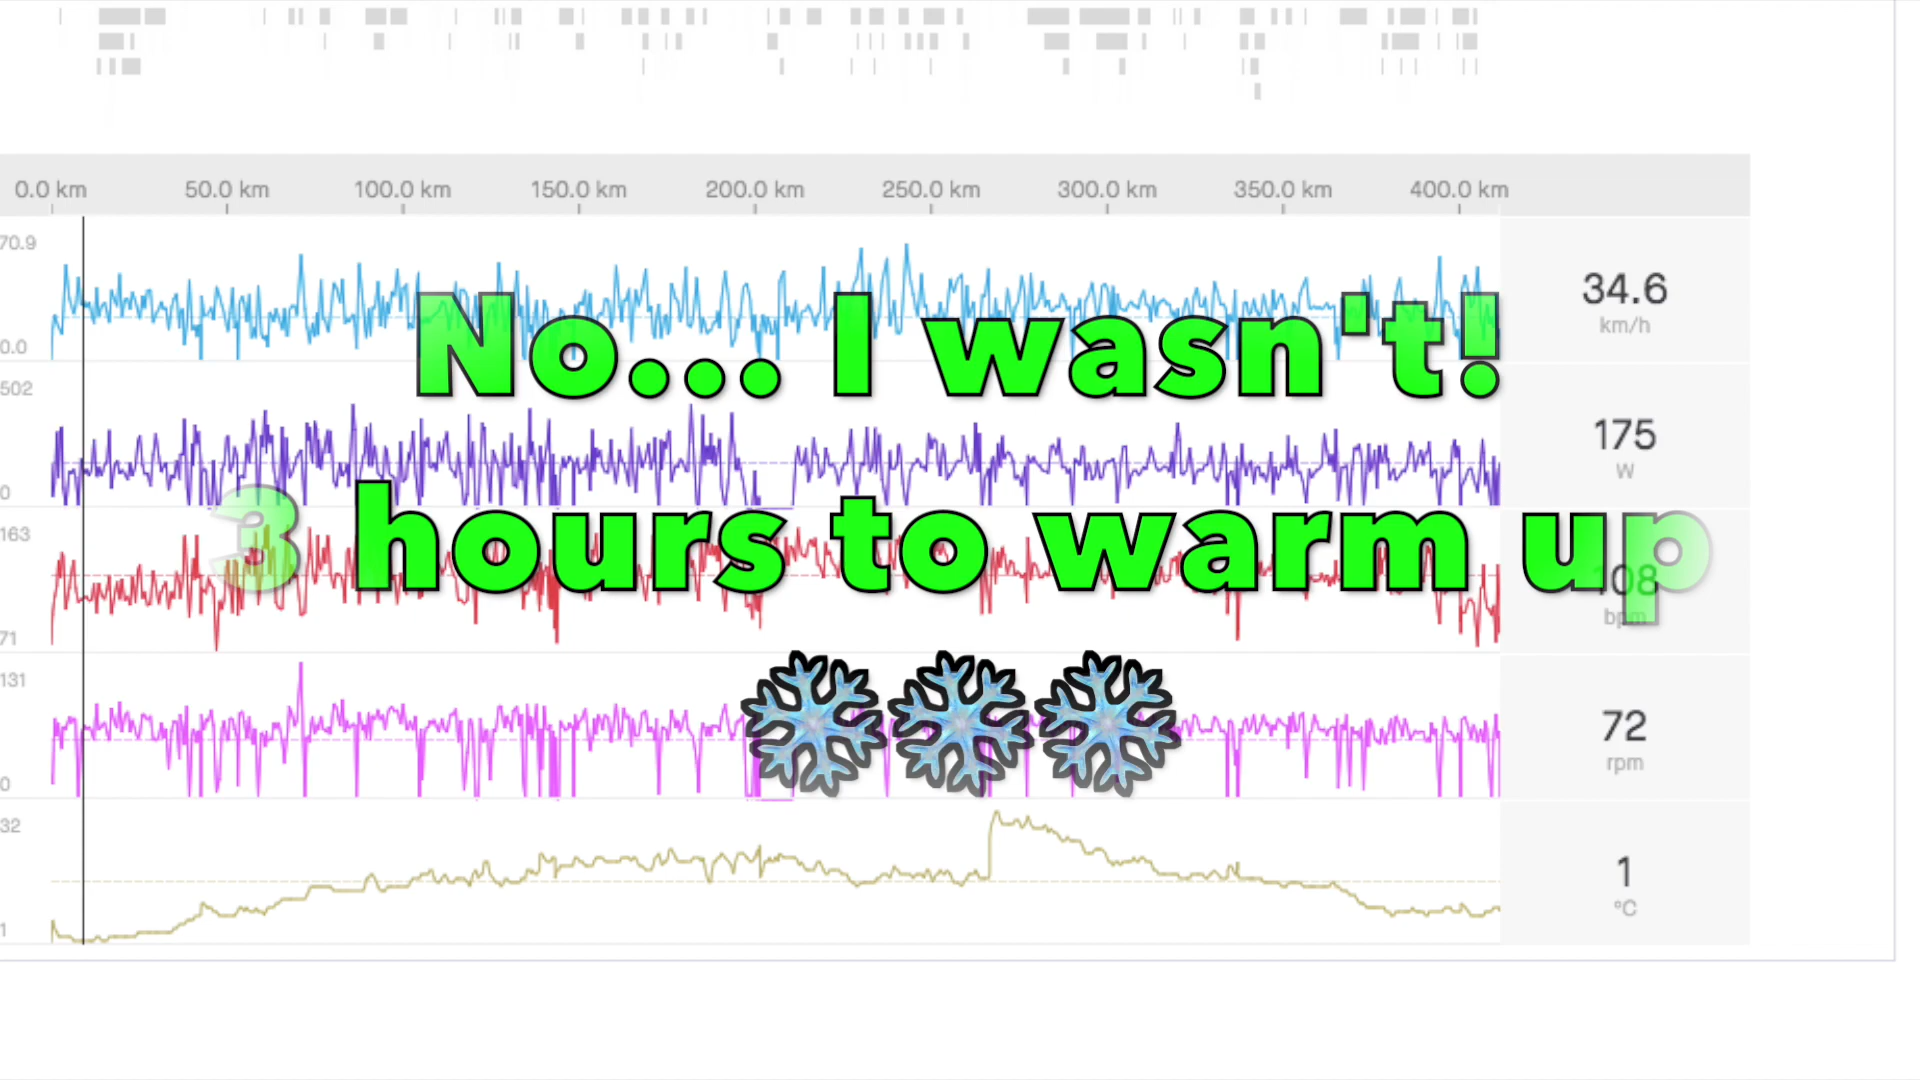 0.0 km 50.0 km 100.0 km 150.0 km 200.0 km 250.0 km 300.0 km 350.0 km 400.0 km
70.9
34.6
km/h
0.0
No... I wasn't!
502
175
W
0
163
3 hours to warm up
108
bpm
71
131
72
rpm
0
32
1
°C
1